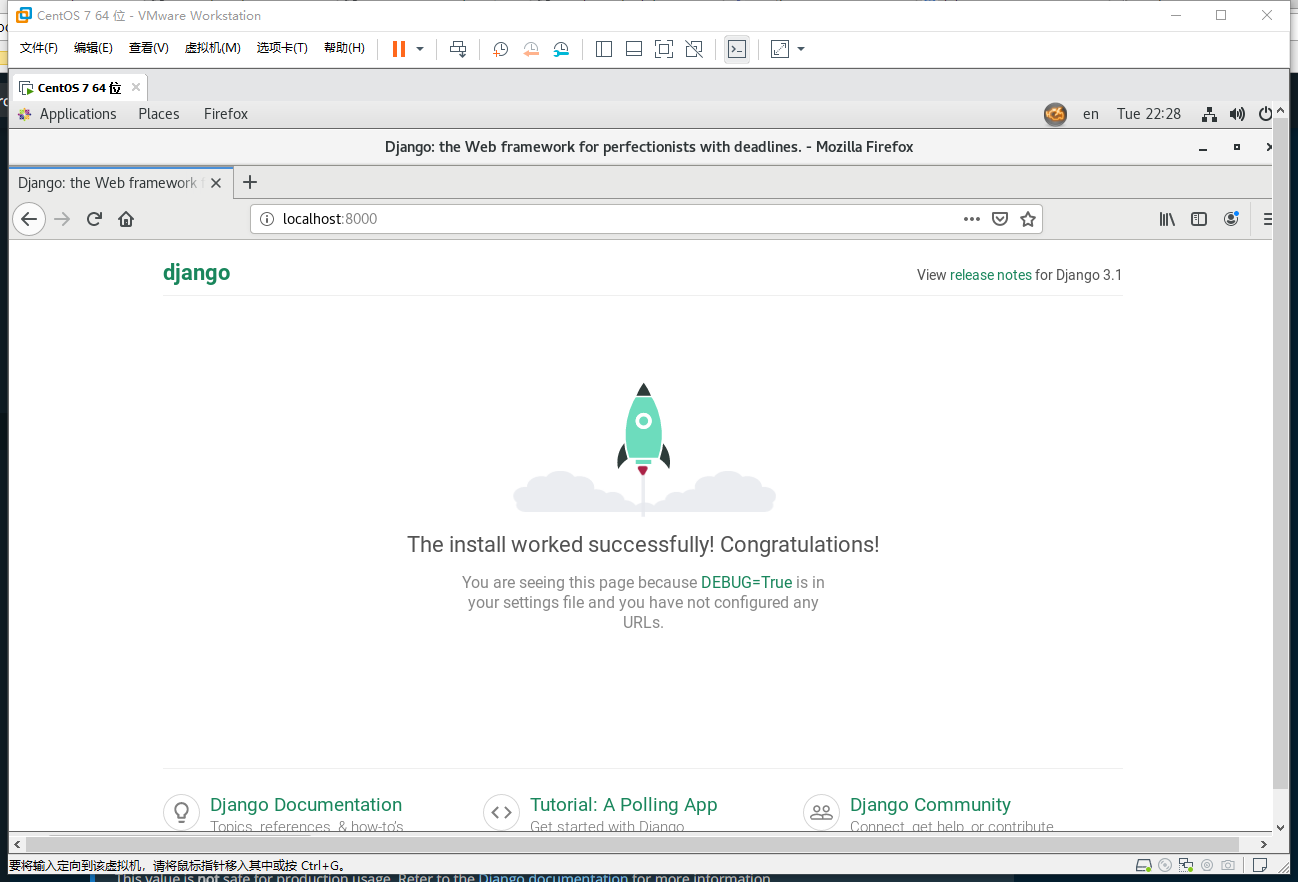 CentOS 7 64 位 - VMware Workstation
文件(F) 编辑(E) 查看(V) 虚拟机(M) 选项卡(T) 帮助(H)
CentOS 7 64 位
Applications Places Firefox en Tue 22:28
Django: the Web framework for perfectionists with deadlines. - Mozilla Firefox
Django: the Web framework
localhost:8000
django
View release notes for Django 3.1
The install worked successfully! Congratulations!
You are seeing this page because DEBUG=True is in
your settings file and you have not configured any
URLs.
Django Documentation
Topics, references, & how-to's
Tutorial: A Polling App
Get started with Django
Django Community
Connect, get help, or contribute
要将输入定向到该虚拟机，请将鼠标指针移入其中或按 Ctrl+G。
This value is not safe for production usage. Refer to the Django documentation for more information.